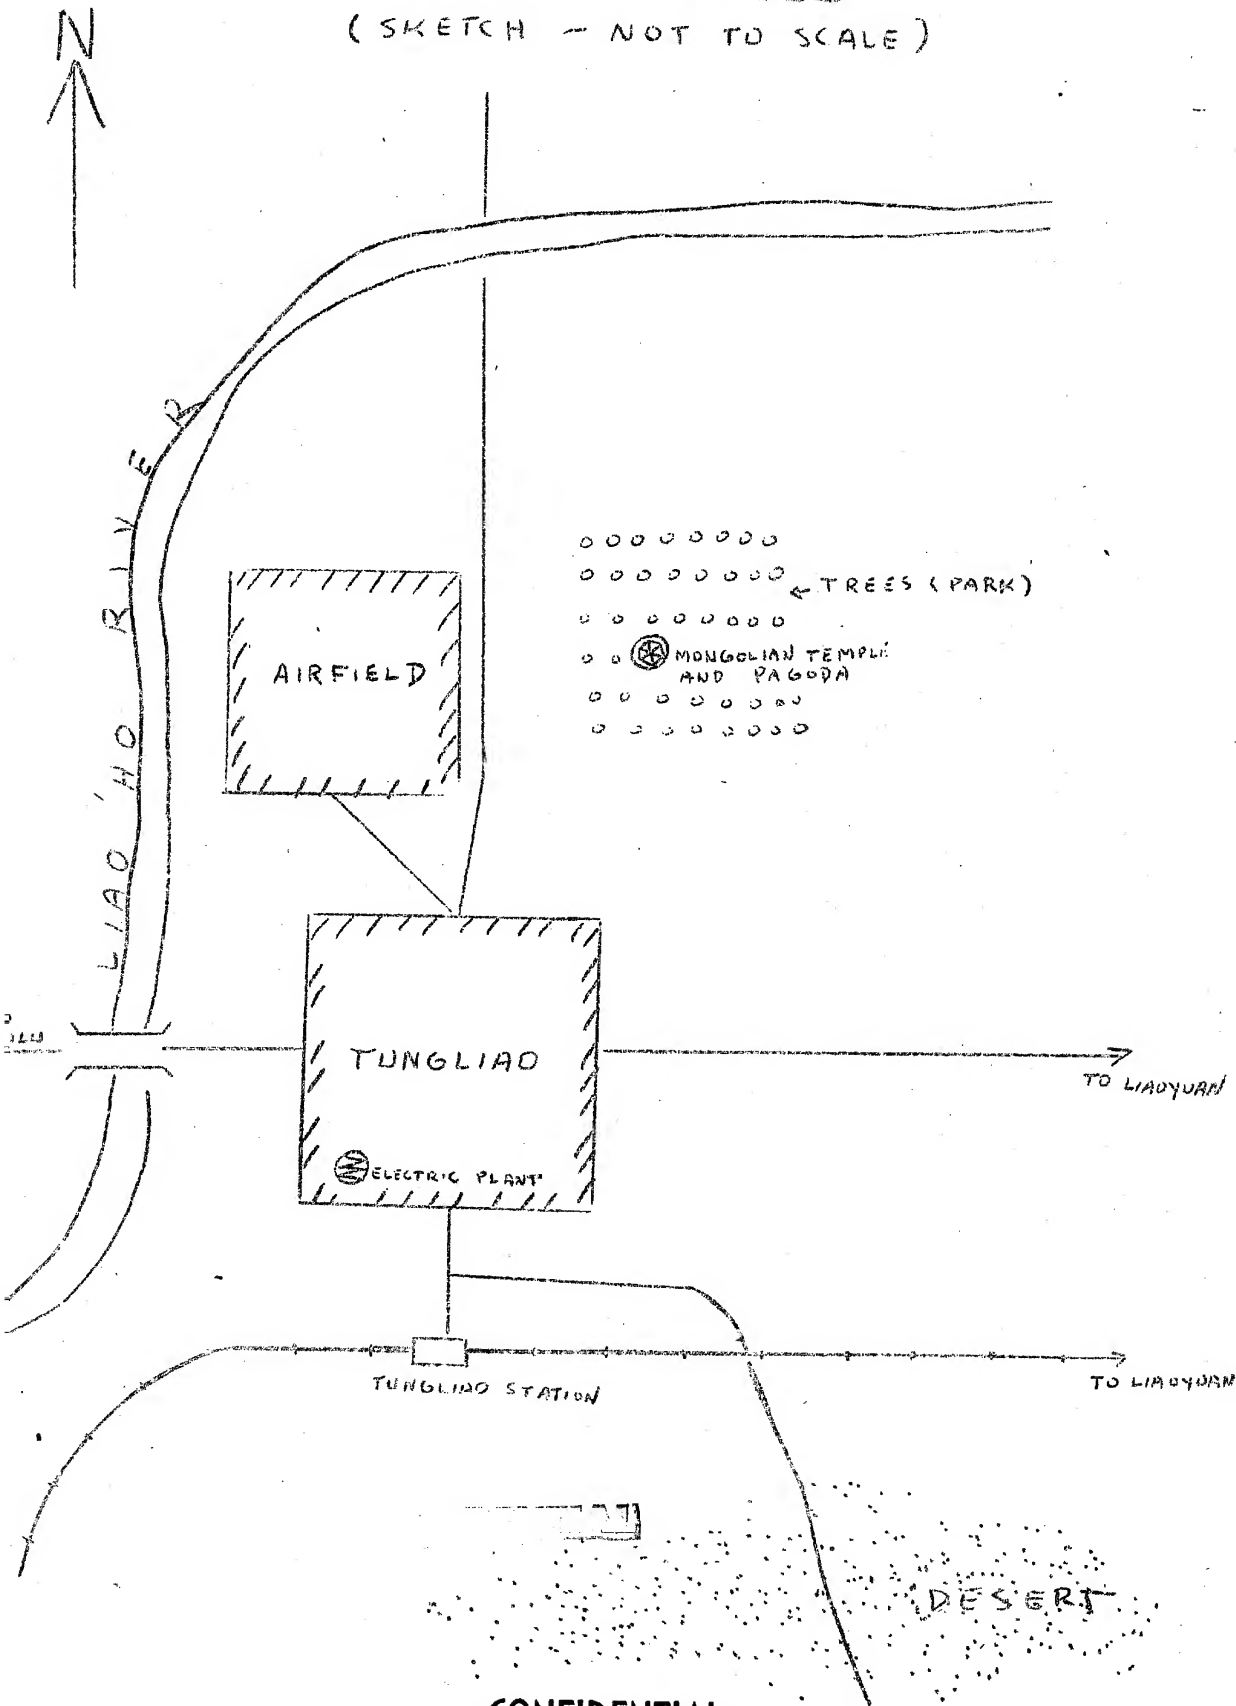 (SKETCH - NOT TO SCALE)
N
LIAO'HO RIVER
TREES (PARK)
AIRFIELD
MONGOLIAN TEMPLE
AND PAGODA
TUNGLIAO
TO LIAOYUAN
ELECTRIC PLANT
TUNGLIAO STATION
TO LIAOYUAN
DESERT
CONFIDENTIAL